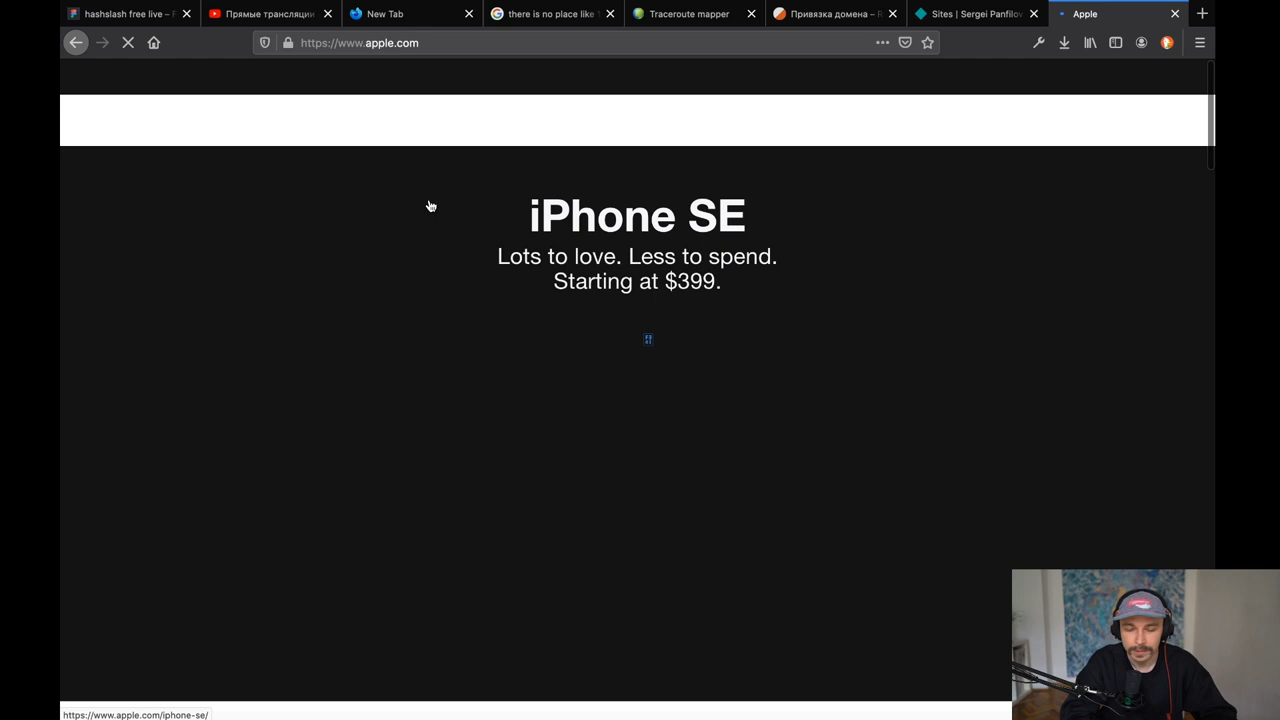 hashslash free live – F
Прямые трансляции
New Tab
there is no place like 1
Traceroute mapper
Привязка домена – R
Sites | Sergei Panfilov
Apple
https://www.apple.com
iPhone SE
Lots to love. Less to spend.
Starting at $399.
https://www.apple.com/iphone-se/